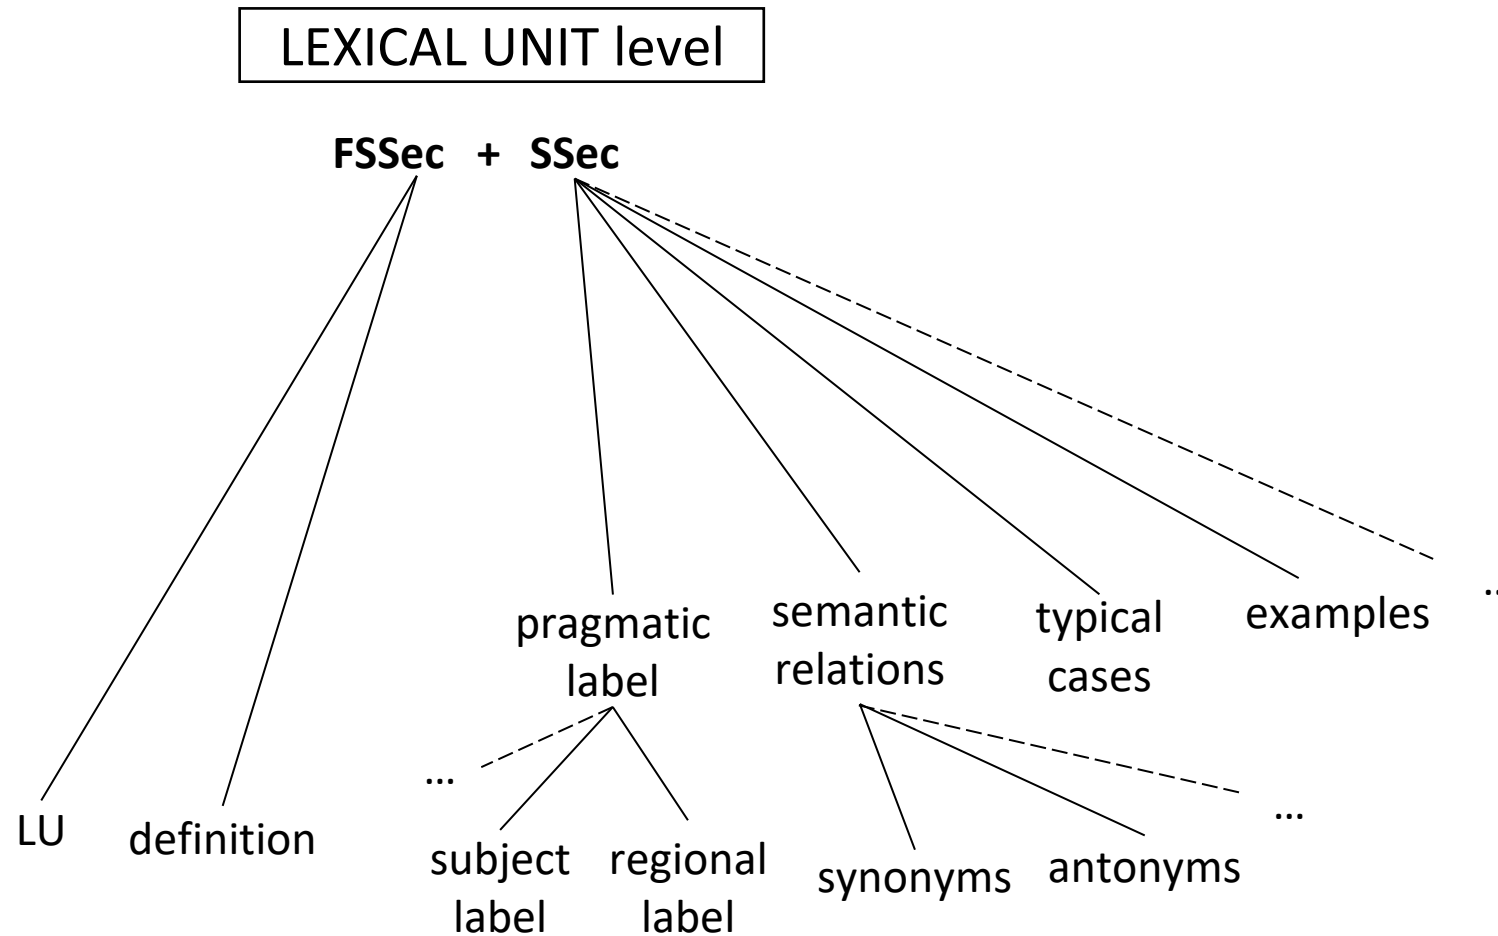 LEXICAL UNIT level
FSSec + SSec
pragmatic
label
semantic
relations
typical
cases
examples
..
...
LU
definition
subject
label
regional
label
synonyms
antonyms
...